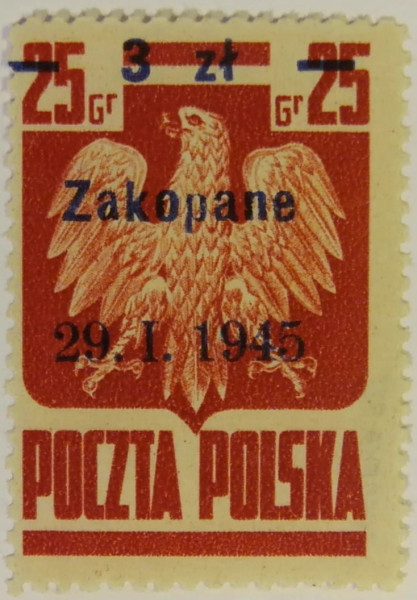 25 Gr 3 zł Gr 25
Zakopane
29. I. 1945
POCZTA POLSKA